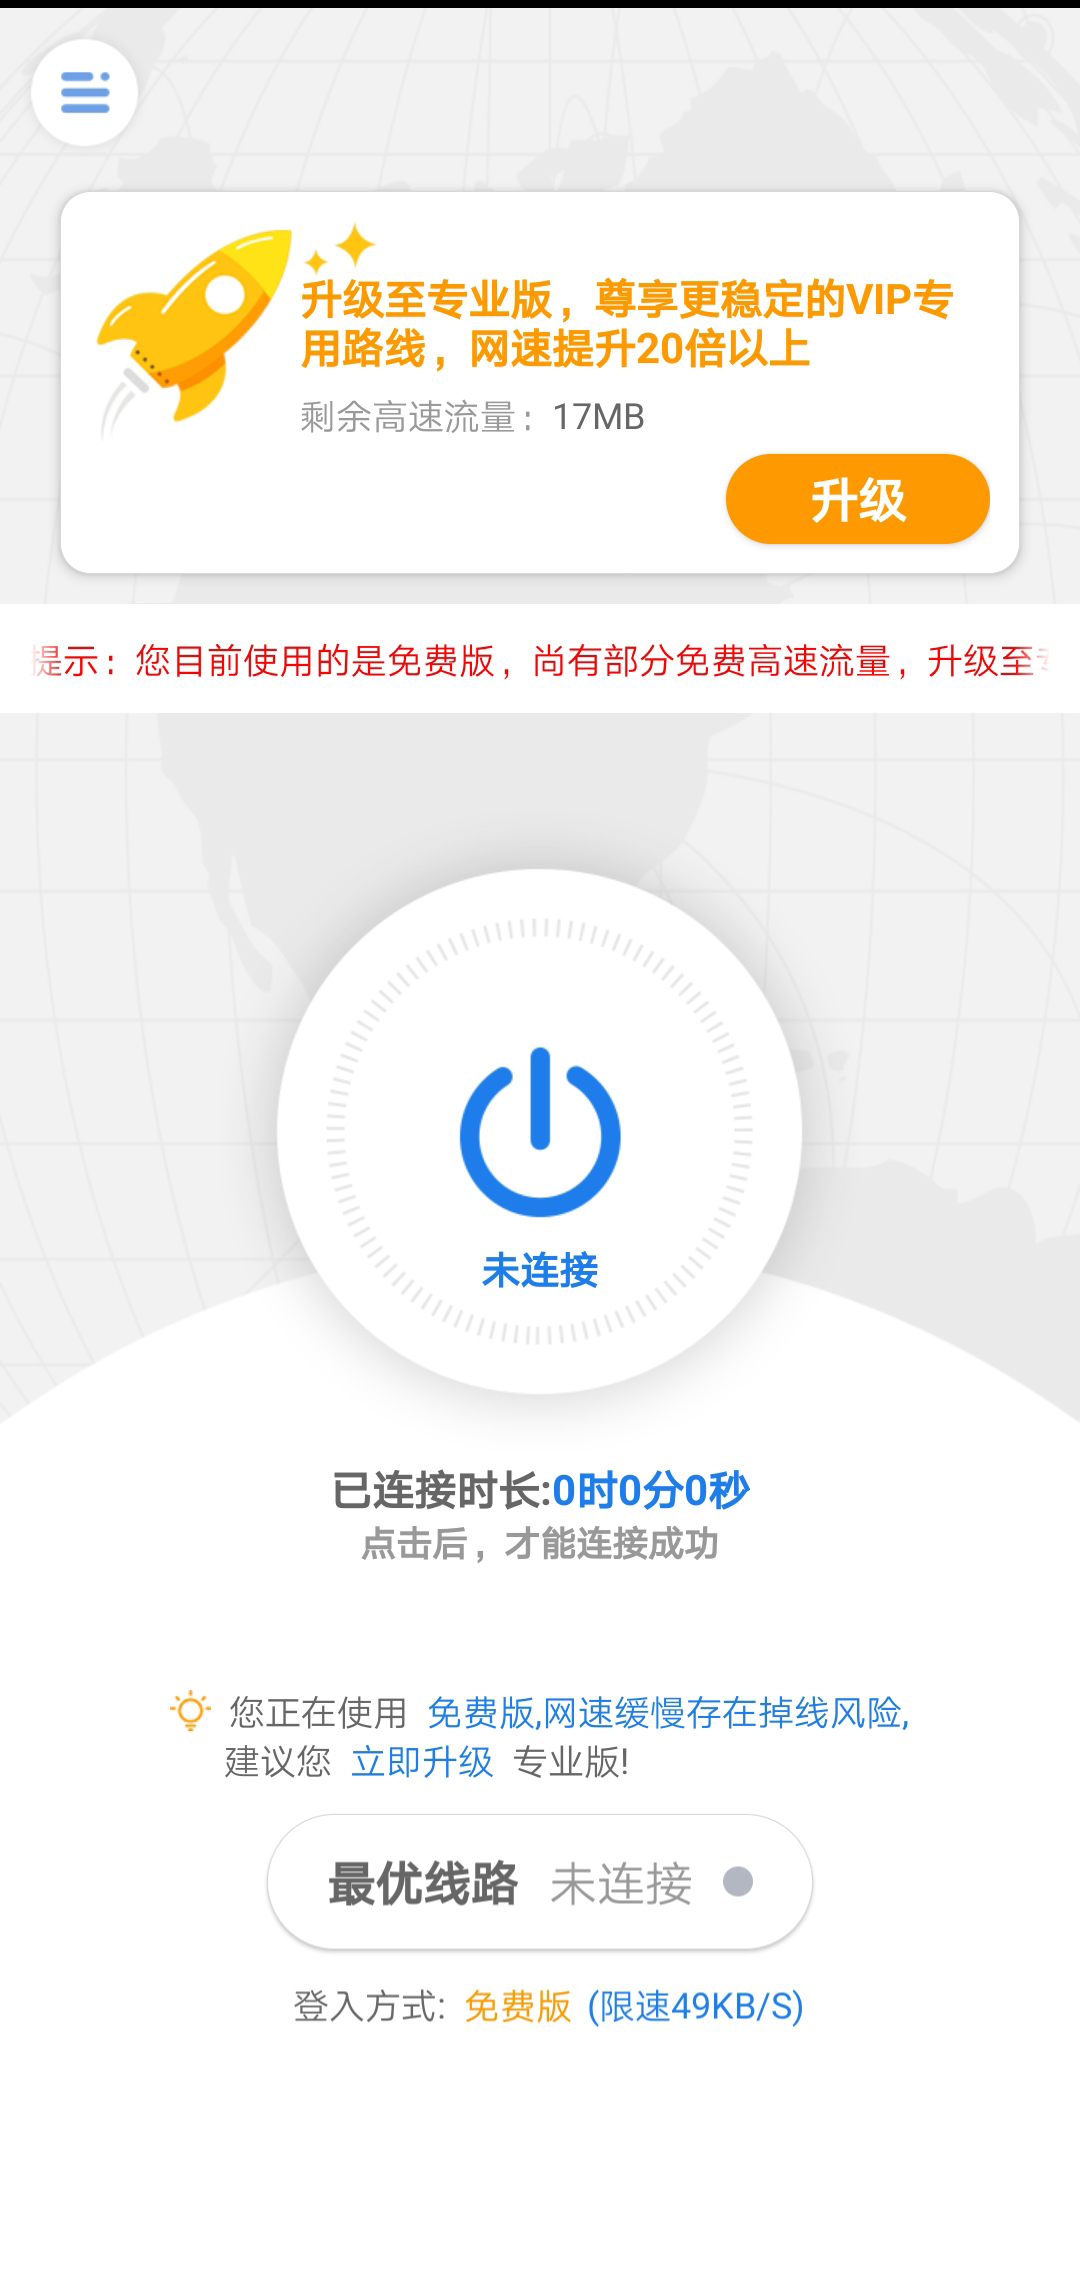 升级至专业版，尊享更稳定的VIP专
用路线，网速提升20倍以上
剩余高速流量：17MB
升级
提示：您目前使用的是免费版，尚有部分免费高速流量，升级至
未连接
已连接时长:0时0分0秒
点击后，才能连接成功
您正在使用 免费版,网速缓慢存在掉线风险,
建议您 立即升级 专业版!
最优线路 未连接
登入方式: 免费版 (限速49KB/S)